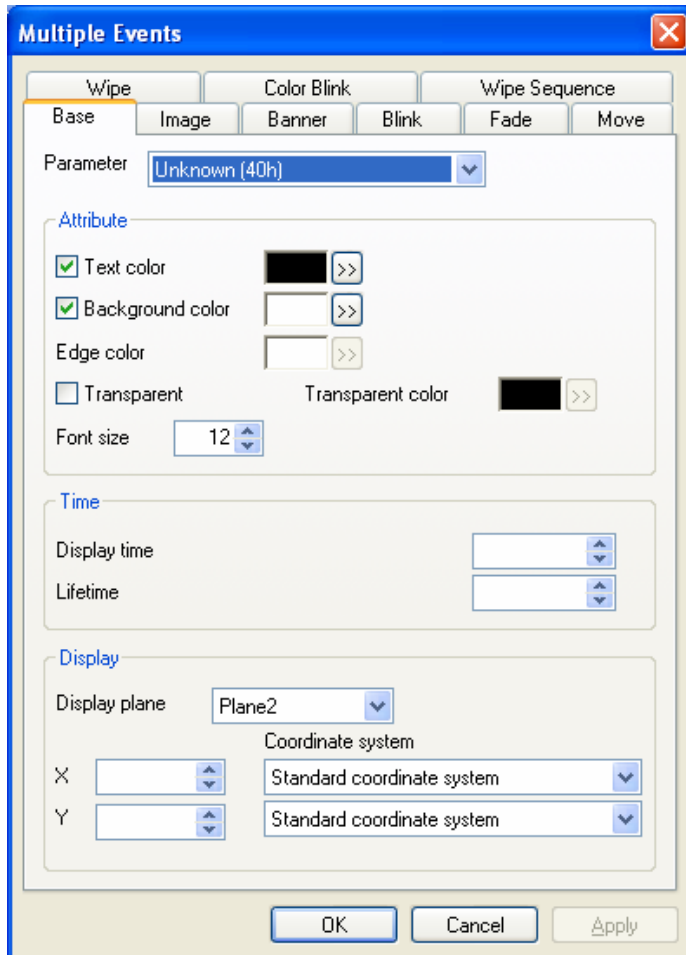 Multiple Events
Wipe Color Blink Wipe Sequence
Base Image Banner Blink Fade Move
Parameter Unknown (40h)
Attribute
Text color >>
Background color >>
Edge color >>
Transparent Transparent color >>
Font size 12
Time
Display time
Lifetime
Display
Display plane Plane2
Coordinate system
X Standard coordinate system
Y Standard coordinate system
OK Cancel Apply